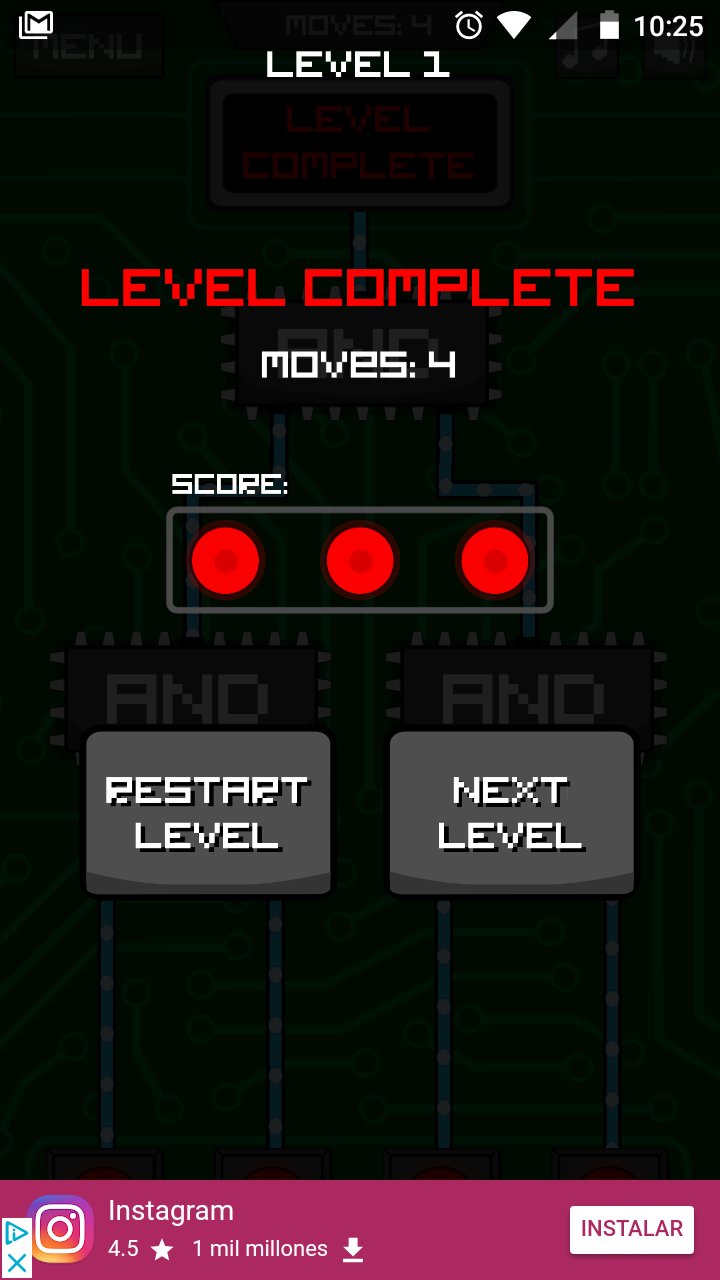 10:25
MENU
MOVES: 4
LEVEL 1
LEVEL
COMPLETE
LEVEL COMPLETE
AND
MOVES: 4
SCORE:
AND AND
RESTART
LEVEL
NEXT
LEVEL
Instagram
4.5 1 mil millones
INSTALAR